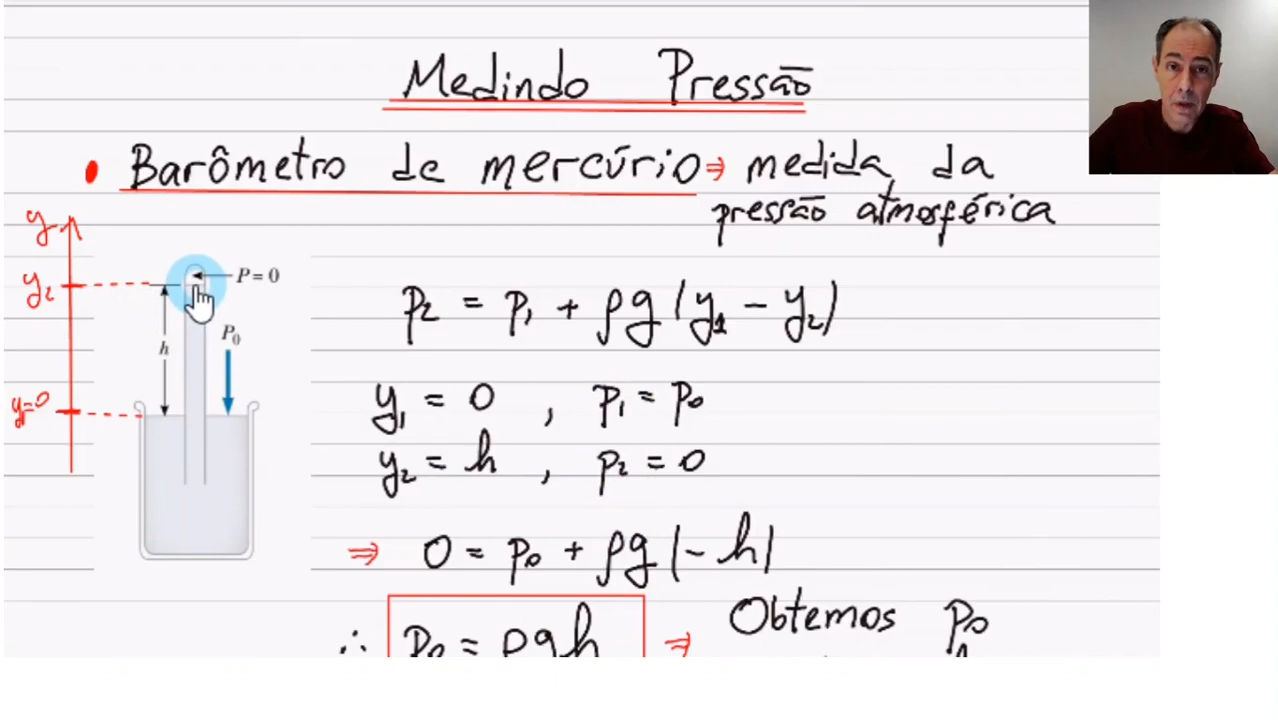 Medindo Pressão
• Barômetro de mercúrio ⇒ medida da
pressão atmosférica
y
y₂
P = 0
P₀
h
y=0
p₂ = p₁ + ρg(y₁ - y₂)
y₁ = 0 , p₁ = p₀
y₂ = h , p₂ = 0
⇒ 0 = p₀ + ρg(-h)
∴ p₀ = ρgh ⇒ Obtemos p₀